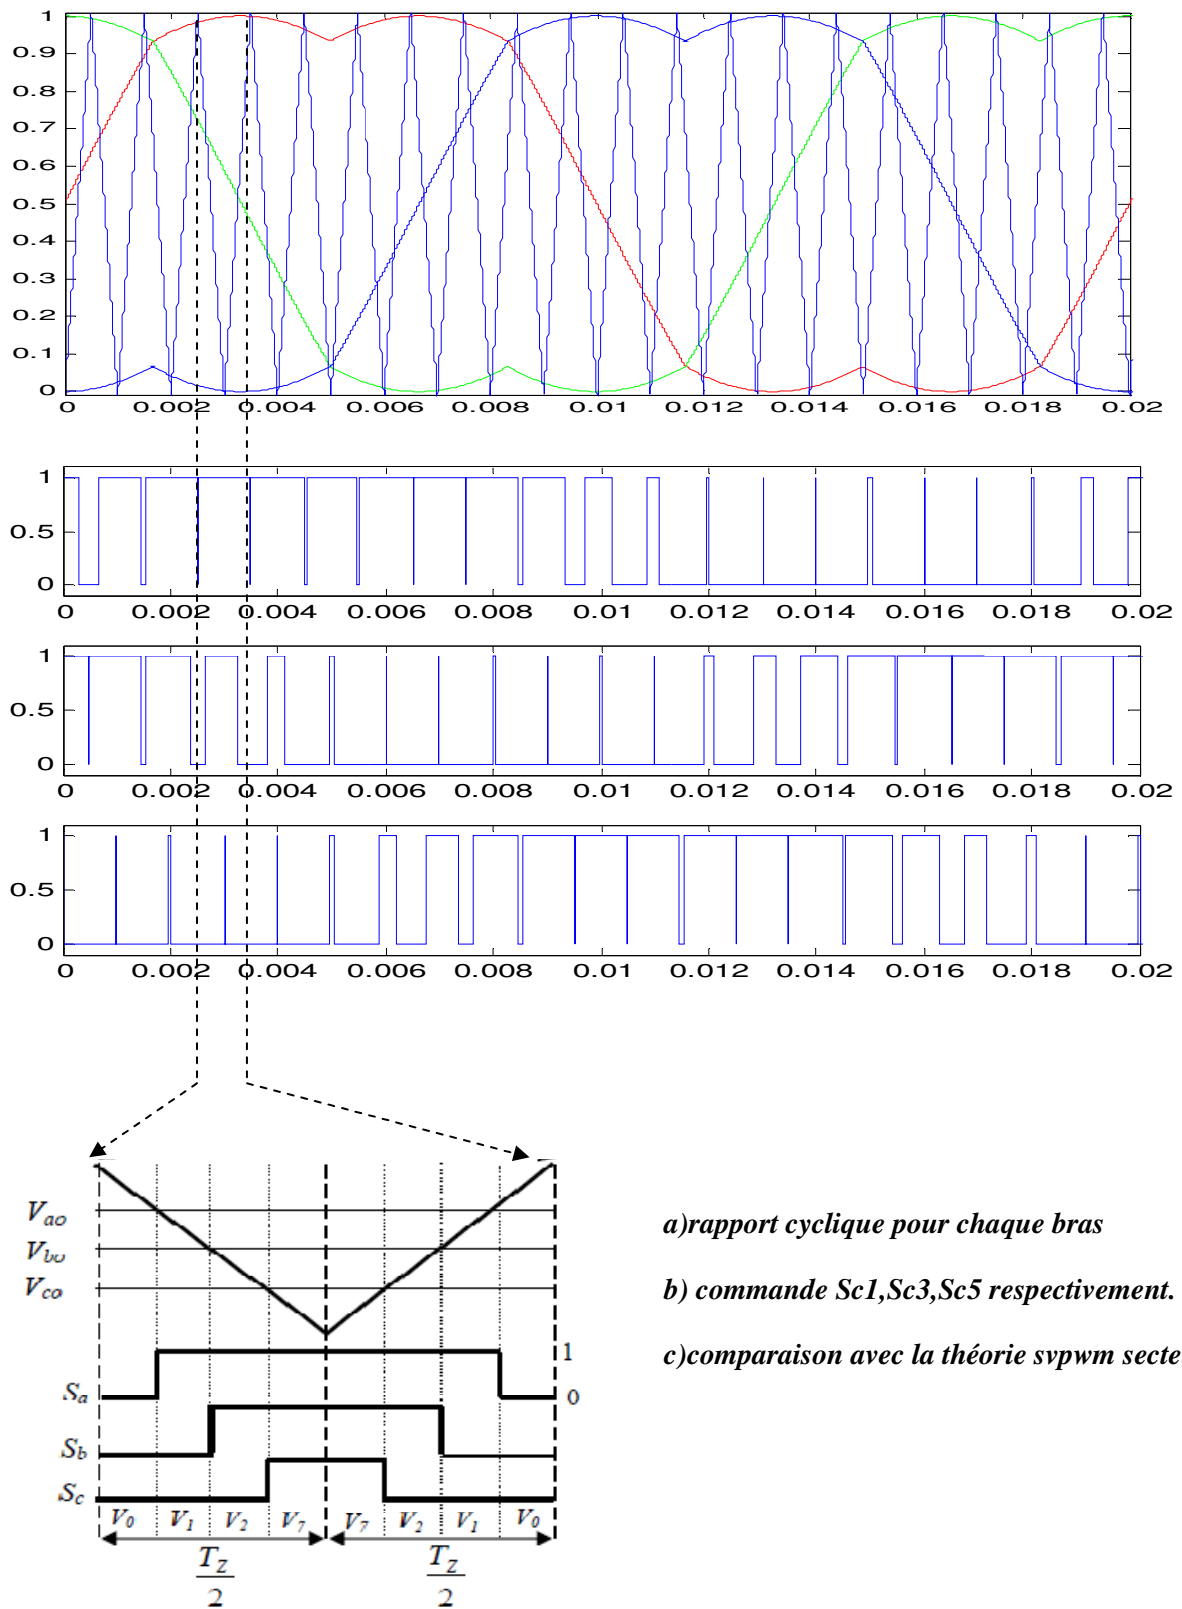 1
0.9
0.8
0.7
0.6
0.5
0.4
0.3
0.2
0.1
0
0 0.002 0.004 0.006 0.008 0.01 0.012 0.014 0.016 0.018 0.02
1
0.5
0
0 0.002 0.004 0.006 0.008 0.01 0.012 0.014 0.016 0.018 0.02
1
0.5
0
0 0.002 0.004 0.006 0.008 0.01 0.012 0.014 0.016 0.018 0.02
1
0.5
0
0 0.002 0.004 0.006 0.008 0.01 0.012 0.014 0.016 0.018 0.02
Vao
Vbo
Vco
1
Sa 0
Sb
Sc
V0 V1 V2 V7 V7 V2 V1 V0
TZ TZ
2 2
a)rapport cyclique pour chaque bras
b) commande Sc1,Sc3,Sc5 respectivement.
c)comparaison avec la théorie svpwm secte